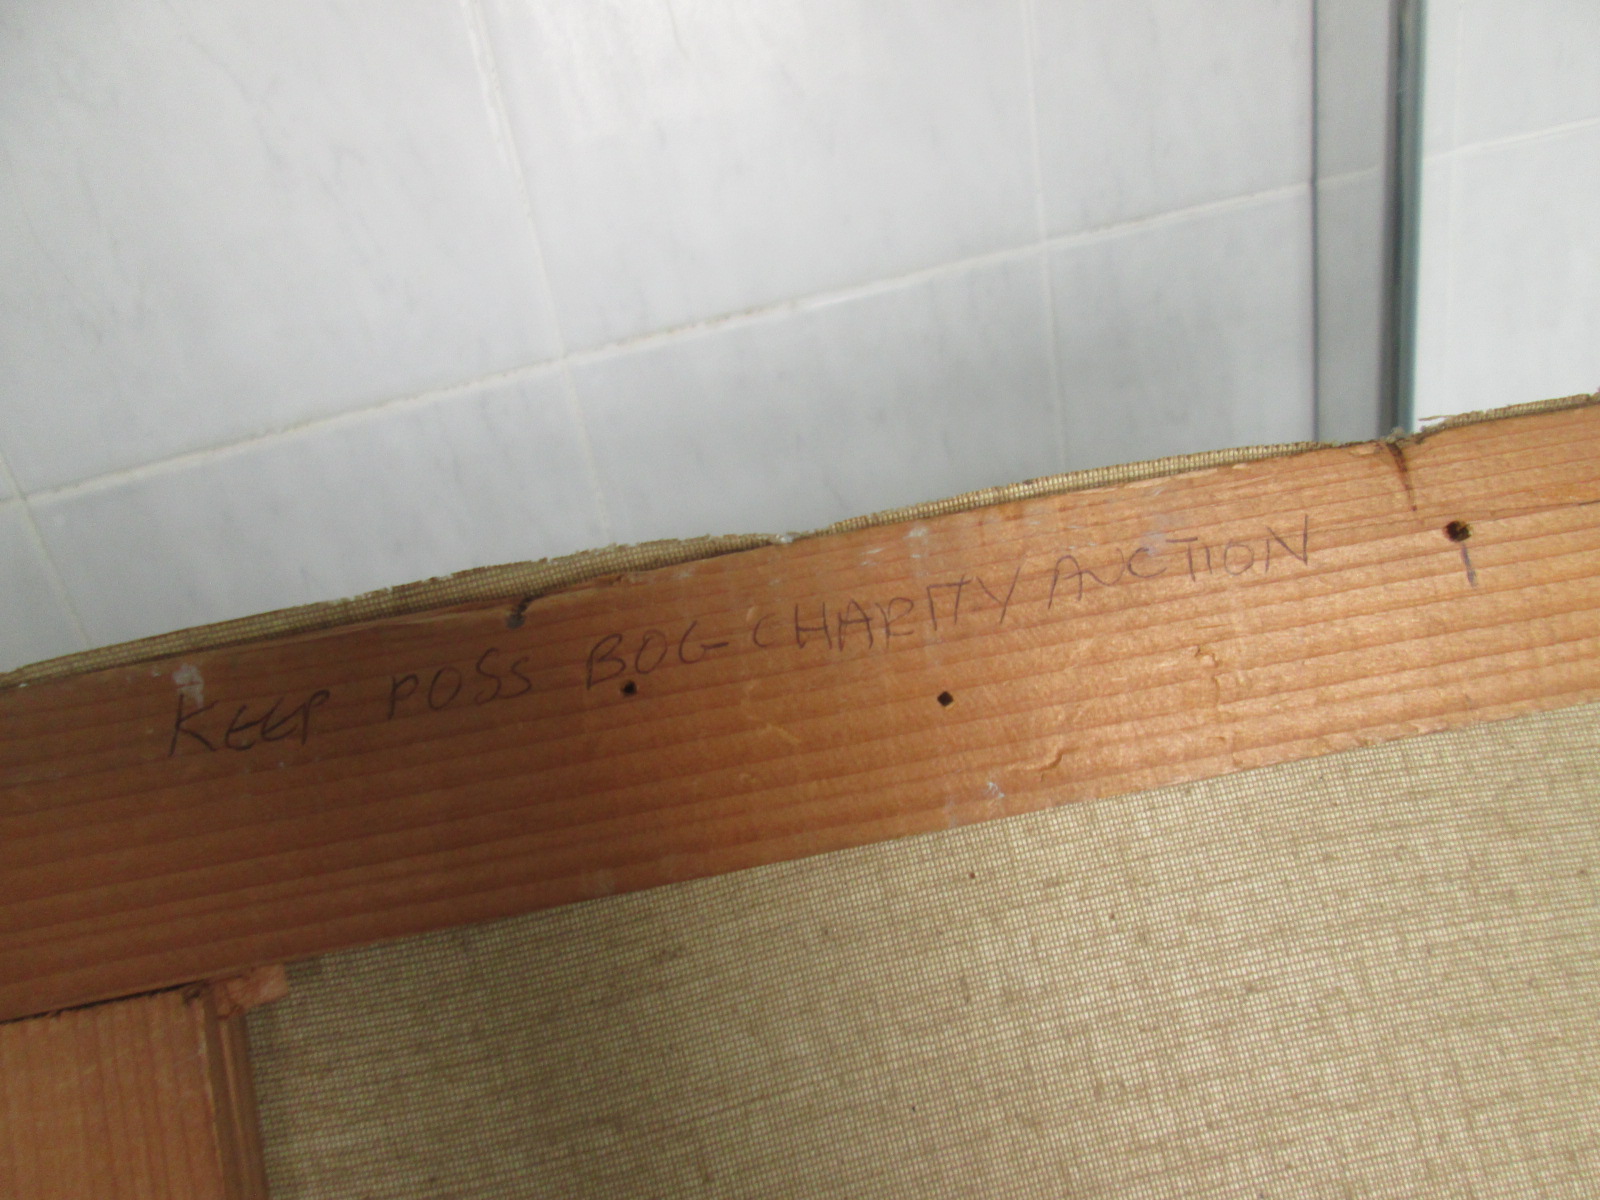 KEEP POSS BOG CHARITY AUCTION